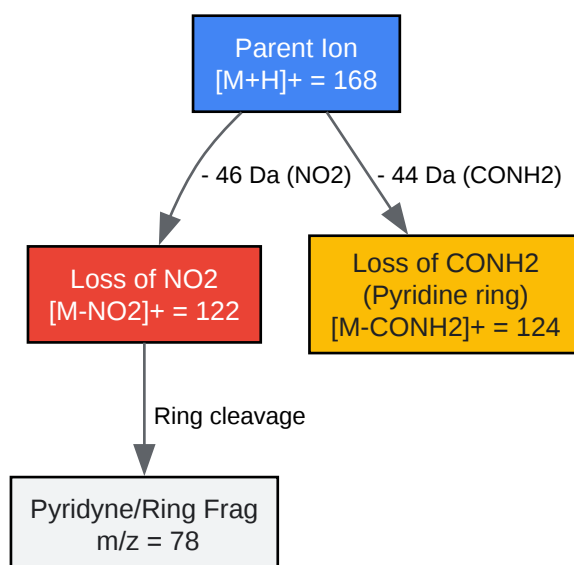 Parent Ion
[M+H]+ = 168
- 46 Da (NO2)
- 44 Da (CONH2)
Loss of NO2
[M-NO2]+ = 122
Loss of CONH2
(Pyridine ring)
[M-CONH2]+ = 124
Ring cleavage
Pyridyne/Ring Frag
m/z = 78